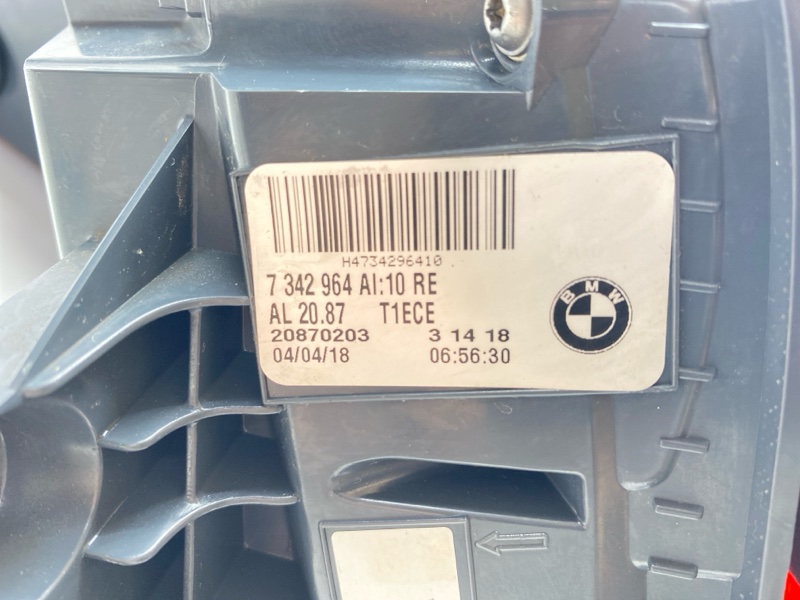 H4734296410
7 342 964 AI:10 RE
AL 20.87 T1ECE
20870203 3 14 18
04/04/18 06:56:30
BMW